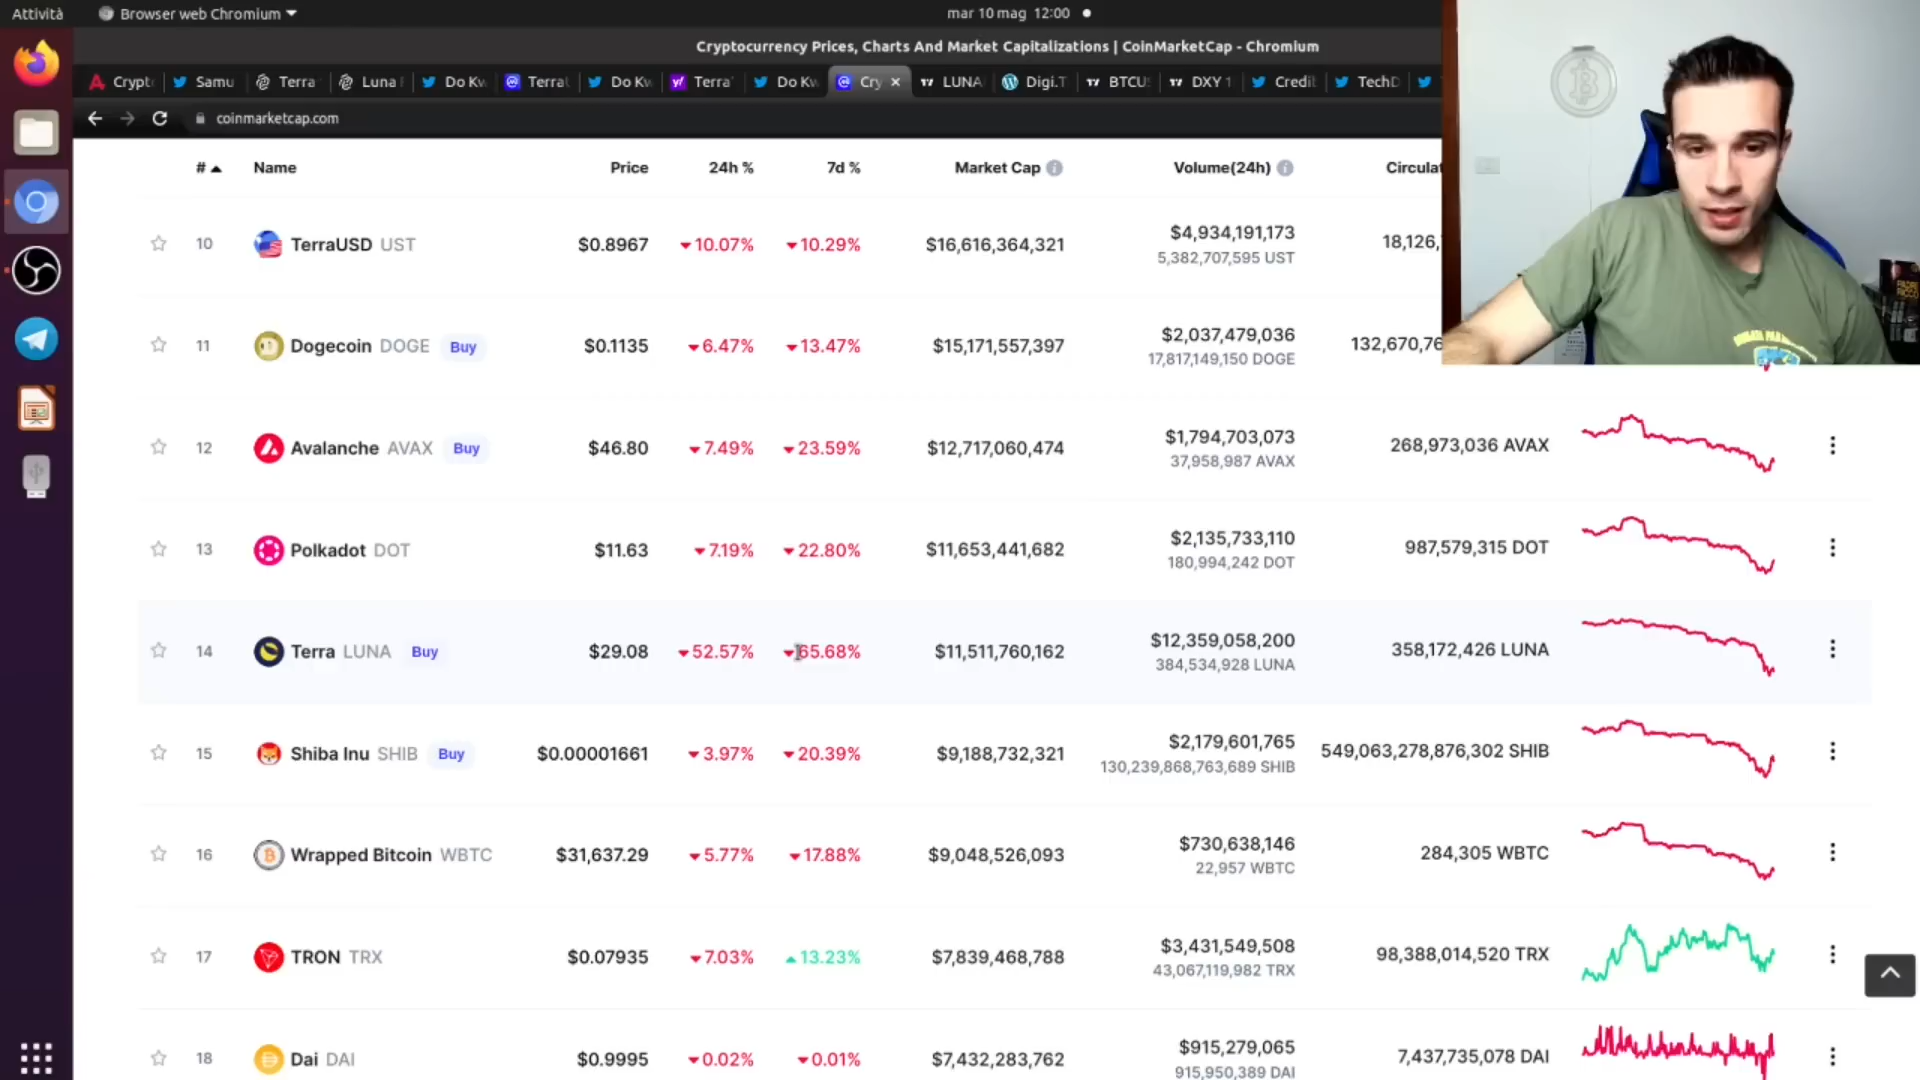 Attività
Browser web Chromium
mar 10 mag 12:00
Cryptocurrency Prices, Charts And Market Capitalizations | CoinMarketCap - Chromium
Crypt
Samu
Terra
Luna
Do Kw
Terral
Do Kw
Terra
Do Kw
Cry
LUNA
Digi.T
BTCU
DXY 1
Credi
TechD
coinmarketcap.com
# Name Price 24h % 7d % Market Cap Volume(24h) Circulat
10 TerraUSD UST $0.8967 10.07% 10.29% $16,616,364,321 $4,934,191,173 18,126,
5,382,707,595 UST
11 Dogecoin DOGE Buy $0.1135 6.47% 13.47% $15,171,557,397 $2,037,479,036 132,670,76
17,817,149,150 DOGE
12 Avalanche AVAX Buy $46.80 7.49% 23.59% $12,717,060,474 $1,794,703,073 268,973,036 AVAX
37,958,987 AVAX
13 Polkadot DOT $11.63 7.19% 22.80% $11,653,441,682 $2,135,733,110 987,579,315 DOT
180,994,242 DOT
14 Terra LUNA Buy $29.08 52.57% 65.68% $11,511,760,162 $12,359,058,200 358,172,426 LUNA
384,534,928 LUNA
15 Shiba Inu SHIB Buy $0.00001661 3.97% 20.39% $9,188,732,321 $2,179,601,765 549,063,278,876,302 SHIB
130,239,868,763,689 SHIB
16 Wrapped Bitcoin WBTC $31,637.29 5.77% 17.88% $9,048,526,093 $730,638,146 284,305 WBTC
22,957 WBTC
17 TRON TRX $0.07935 7.03% 13.23% $7,839,468,788 $3,431,549,508 98,388,014,520 TRX
43,067,119,982 TRX
18 Dai DAI $0.9995 0.02% 0.01% $7,432,283,762 $915,279,065 7,437,735,078 DAI
915,950,389 DAI